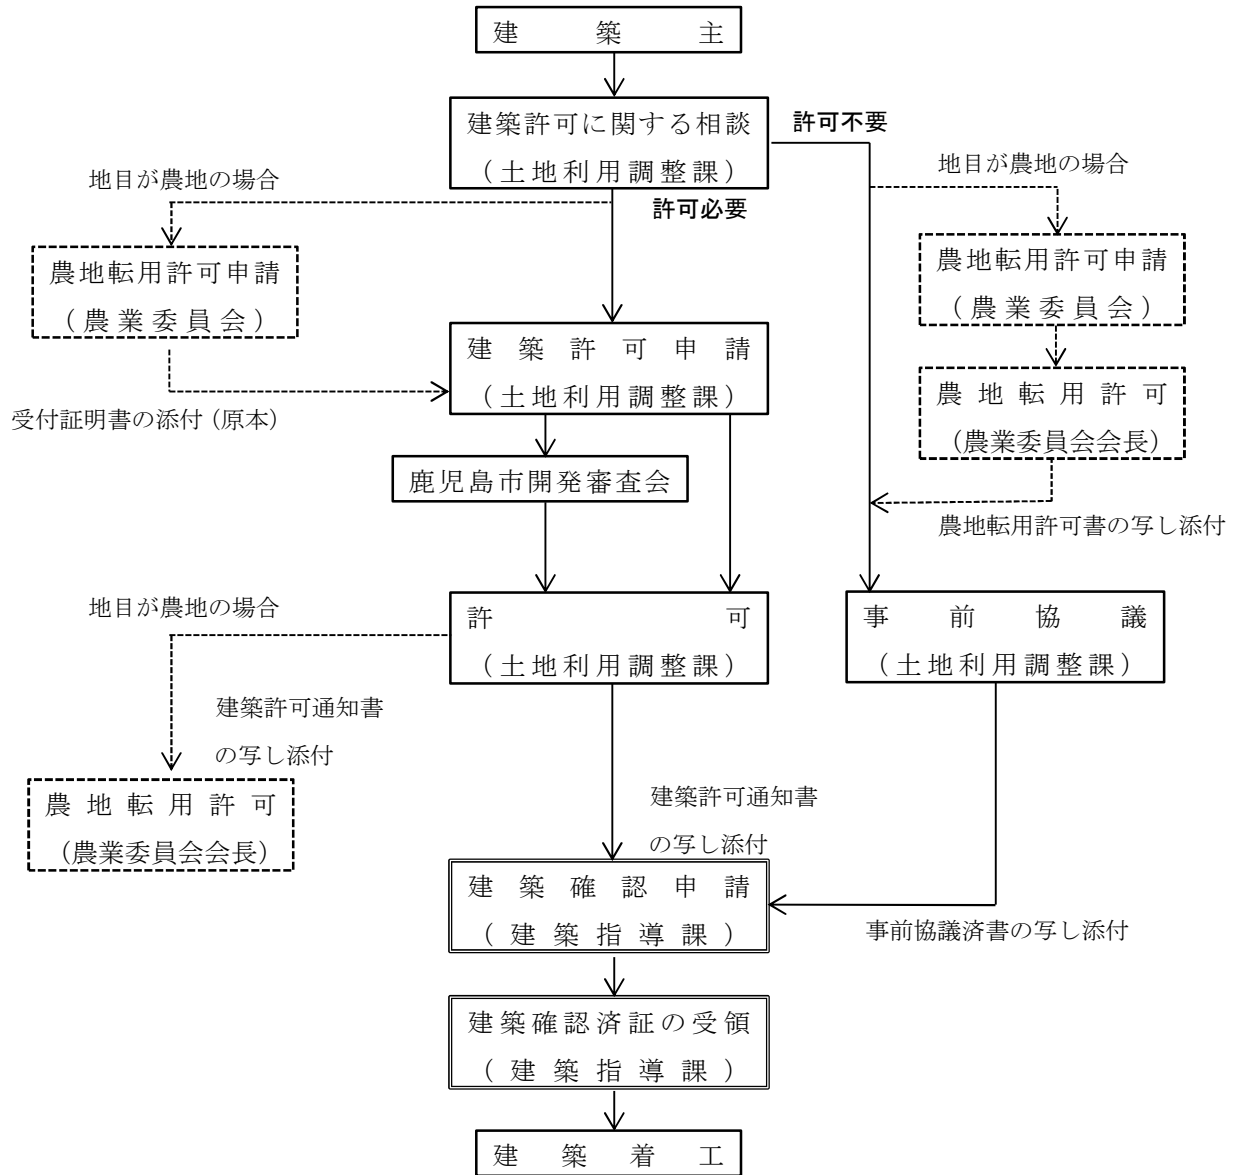 建築主
建築許可に関する相談
（土地利用調整課）
許可不要
地目が農地の場合
地目が農地の場合
許可必要
農地転用許可申請
（農業委員会）
農地転用許可申請
（農業委員会）
建築許可申請
（土地利用調整課）
受付証明書の添付（原本）
農地転用許可
（農業委員会会長）
鹿児島市開発審査会
農地転用許可書の写し添付
地目が農地の場合
許可
（土地利用調整課）
事前協議
（土地利用調整課）
建築許可通知書
の写し添付
農地転用許可
（農業委員会会長）
建築許可通知書
の写し添付
建築確認申請
（建築指導課）
事前協議済書の写し添付
建築確認済証の受領
（建築指導課）
建築着工